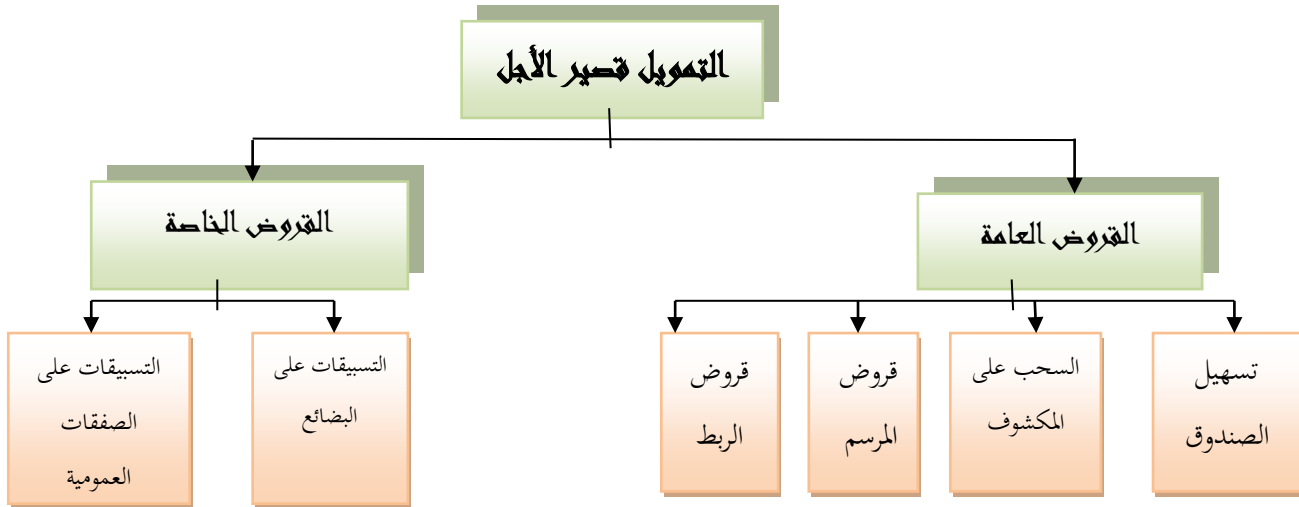 التمويل قصير الأجل
القروض العامة
القروض الخاصة
تسهيل
الصندوق
السحب على
المكشوف
قروض
المرسم
قروض
الربط
التسبيقات على
البضائع
التسبيقات على
الصفقات
العمومية